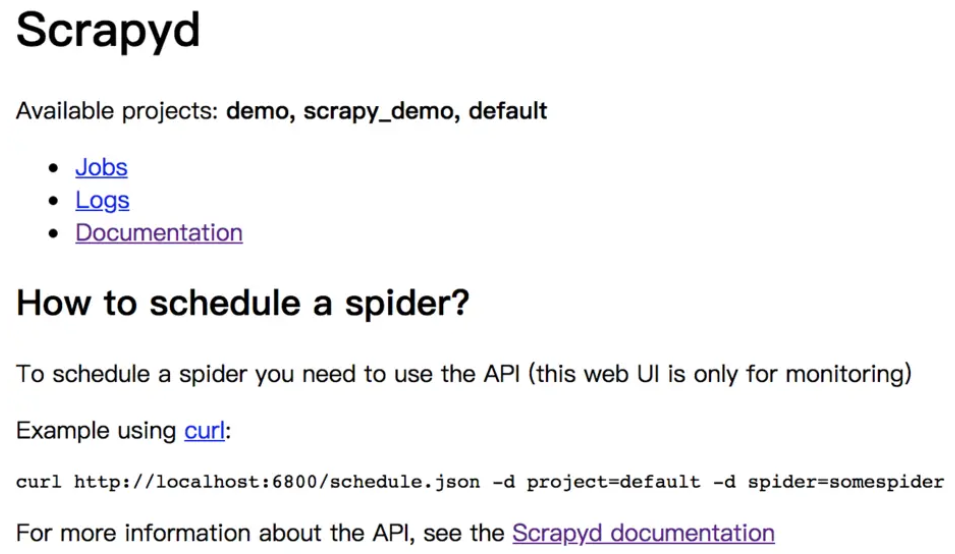 Scrapyd
Available projects: demo, scrapy_demo, default
• Jobs
• Logs
• Documentation
How to schedule a spider?
To schedule a spider you need to use the API (this web UI is only for monitoring)
Example using curl:
curl http://localhost:6800/schedule.json -d project=default -d spider=somespider
For more information about the API, see the Scrapyd documentation